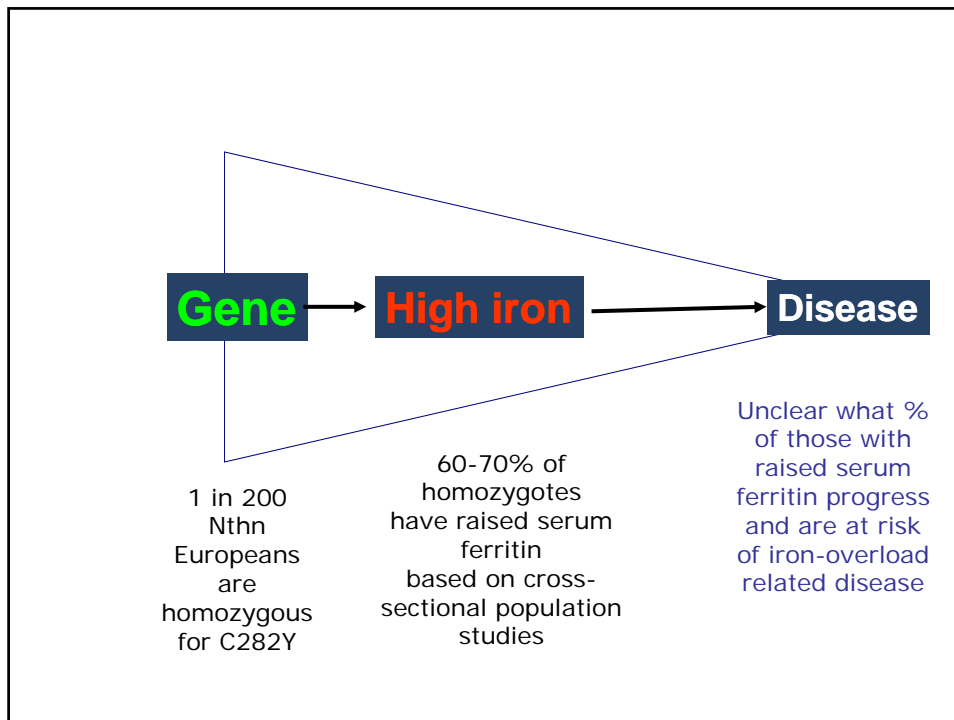 Gene
High iron
Disease
1 in 200
Nthn
Europeans
are
homozygous
for C282Y
60-70% of
homozygotes
have raised serum
ferritin
based on cross-
sectional population
studies
Unclear what %
of those with
raised serum
ferritin progress
and are at risk
of iron-overload
related disease